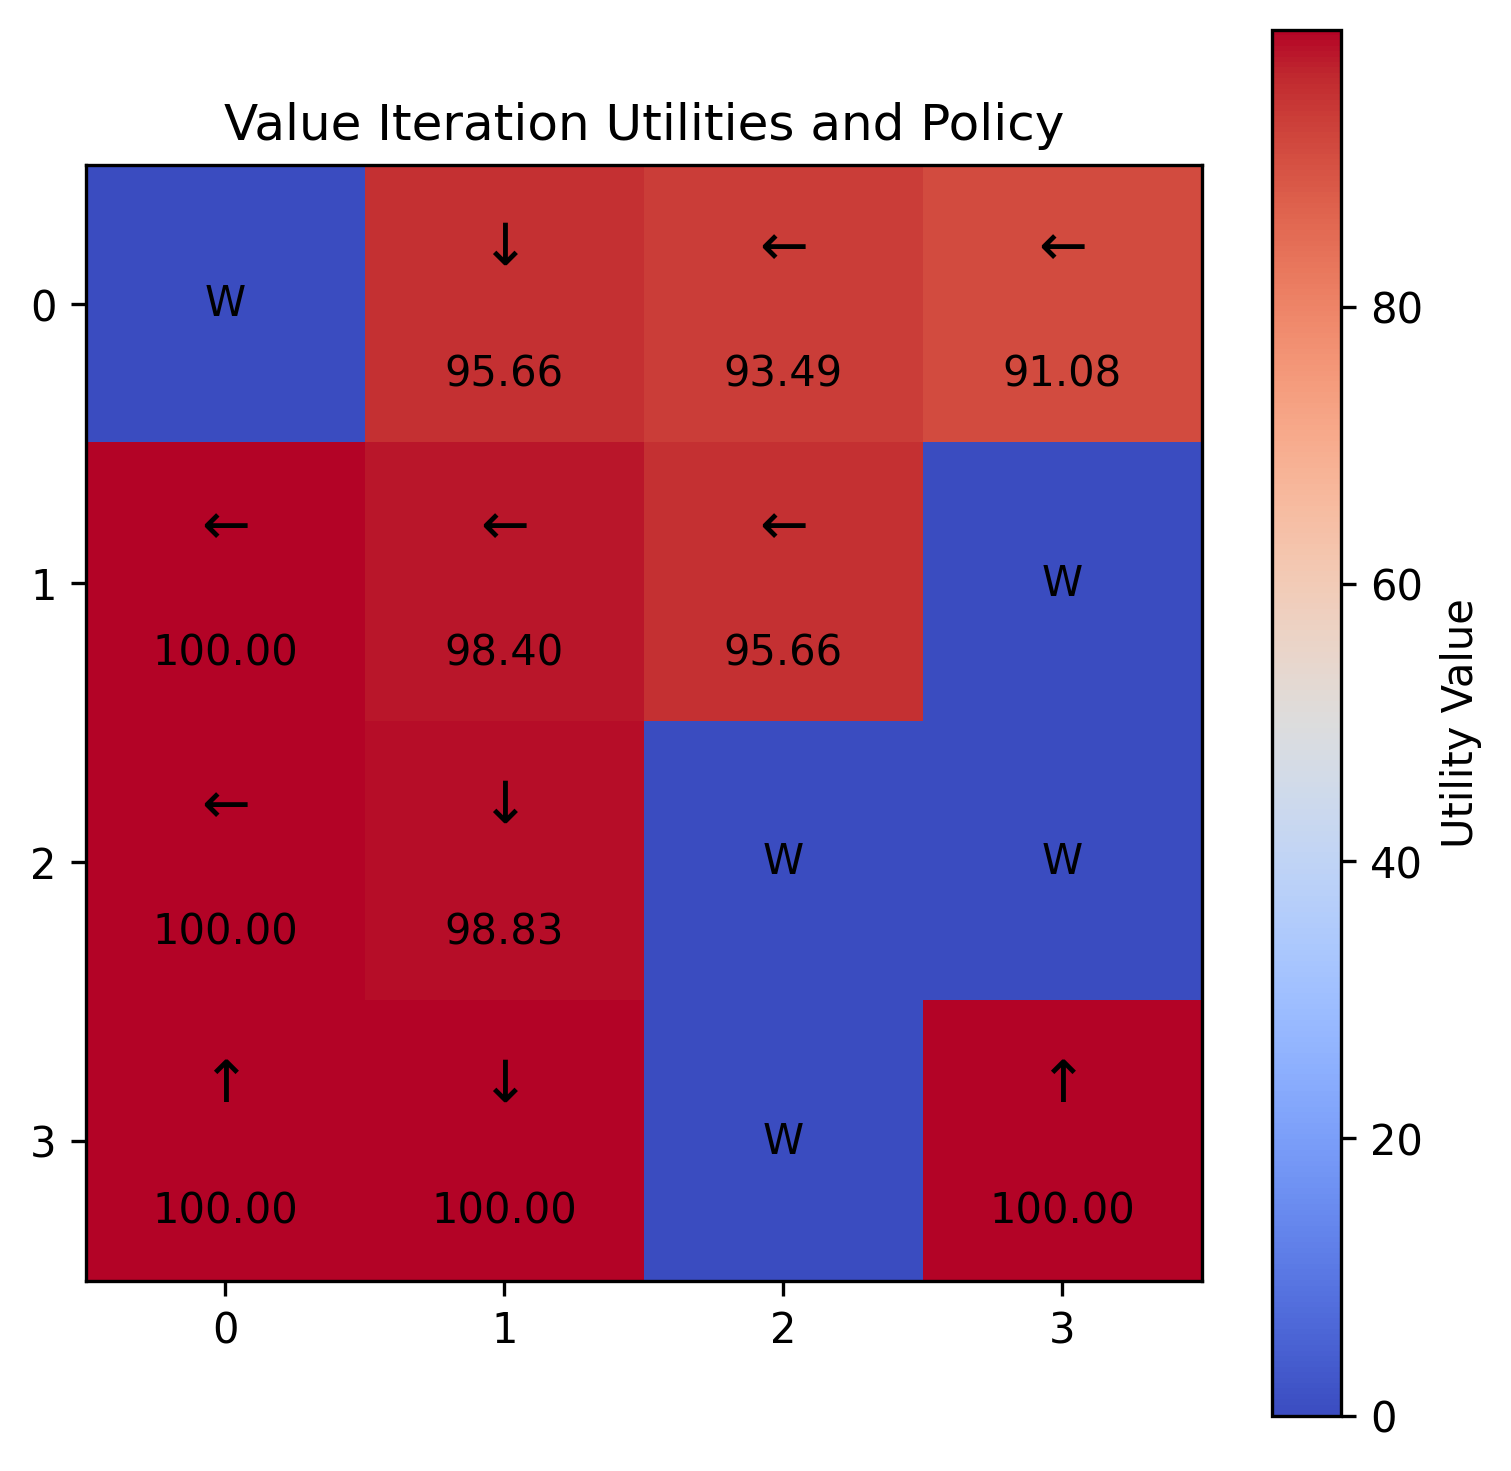 Value Iteration Utilities and Policy
↓ ← ←
0 W
95.66 93.49 91.08
← ← ←
1 W
100.00 98.40 95.66
← ↓
2 W W
100.00 98.83
↑ ↓ ↑
3 W
100.00 100.00 100.00
0 1 2 3
80
60
40
20
0
Utility Value